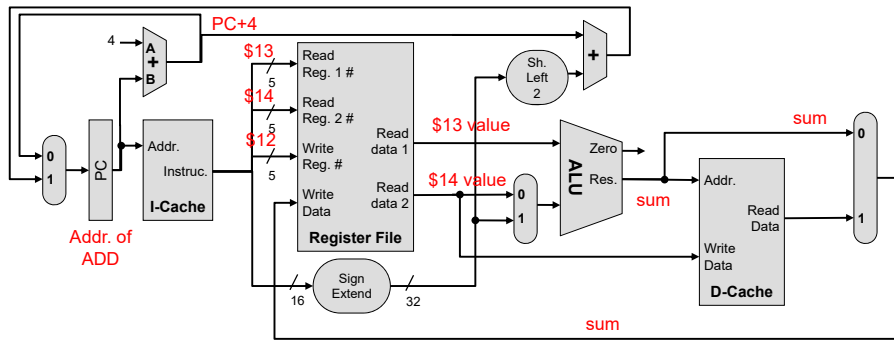 PC+4
4
A
B
+
+
$13
5
Read
Reg. 1 #
$14
5
Read
Reg. 2 #
$12
5
Write
Reg. #
Write
Data
Read
data 1
Read
data 2
Register File
Sh.
Left
2
0
1
PC
Addr.
Instruc.
I-Cache
Addr. of
ADD
$13 value
$14 value
0
1
ALU
Zero
Res.
sum
sum
Addr.
Read
Data
Write
Data
D-Cache
0
1
16
Sign
Extend
32
sum